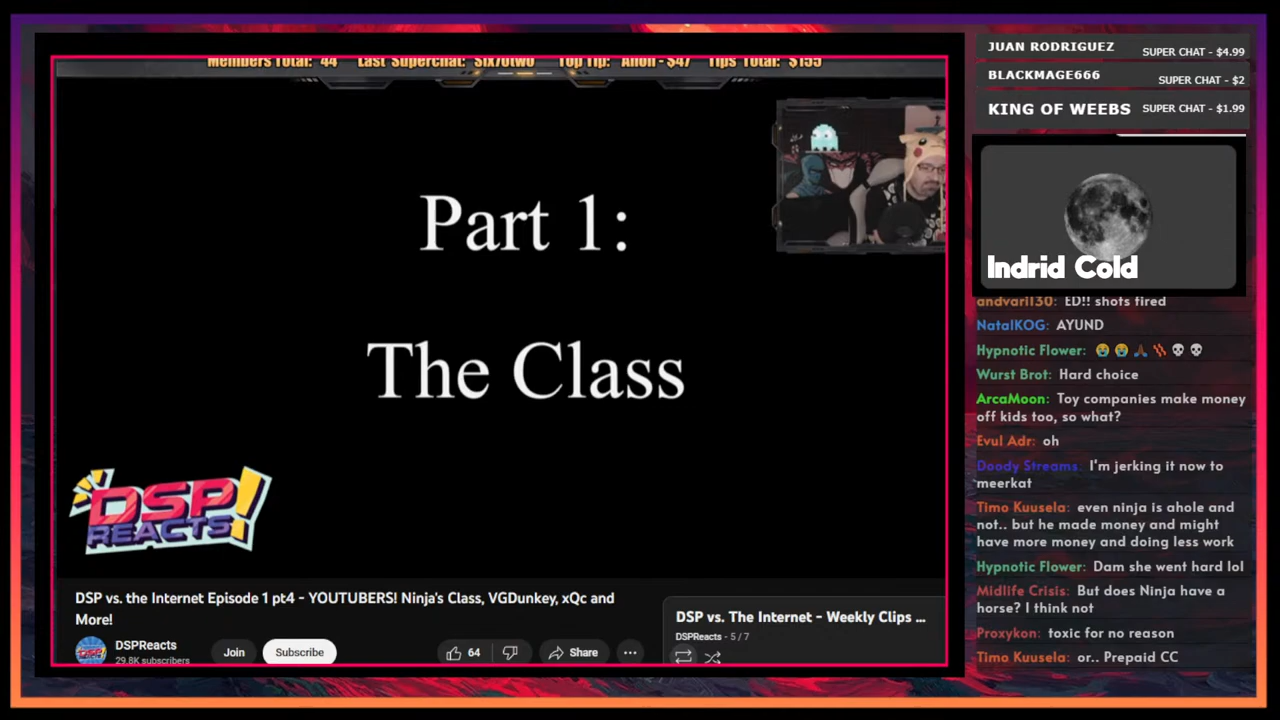 Members Total: 44 Last Superchat: Six7otwo Top Tip: Anon - $47 Tips Total: $155
Part 1:
The Class
DSP
REACTS!
DSP vs. the Internet Episode 1 pt4 - YOUTUBERS! Ninja's Class, VGDunkey, xQc and
More!
DSPReacts
29.8K subscribers
Join
Subscribe
64
Share
DSP vs. The Internet - Weekly Clips ...
DSPReacts - 5 / 7
JUAN RODRIGUEZ SUPER CHAT - $4.99
BLACKMAGE666 SUPER CHAT - $2
KING OF WEEBS SUPER CHAT - $1.99
Indrid Cold
andvari130: ED!! shots fired
NatalKOG: AYUND
Hypnotic Flower: 😭 😭 🙏🏾 💀 💀
Wurst Brot: Hard choice
ArcaMoon: Toy companies make money
off kids too, so what?
Evul Adr: oh
Doody Streams: I'm jerking it now to
meerkat
Timo Kuusela: even ninja is ahole and
not.. but he made money and might
have more money and doing less work
Hypnotic Flower: Dam she went hard lol
Midlife Crisis: But does Ninja have a
horse? I think not
Proxykon: toxic for no reason
Timo Kuusela: or.. Prepaid CC